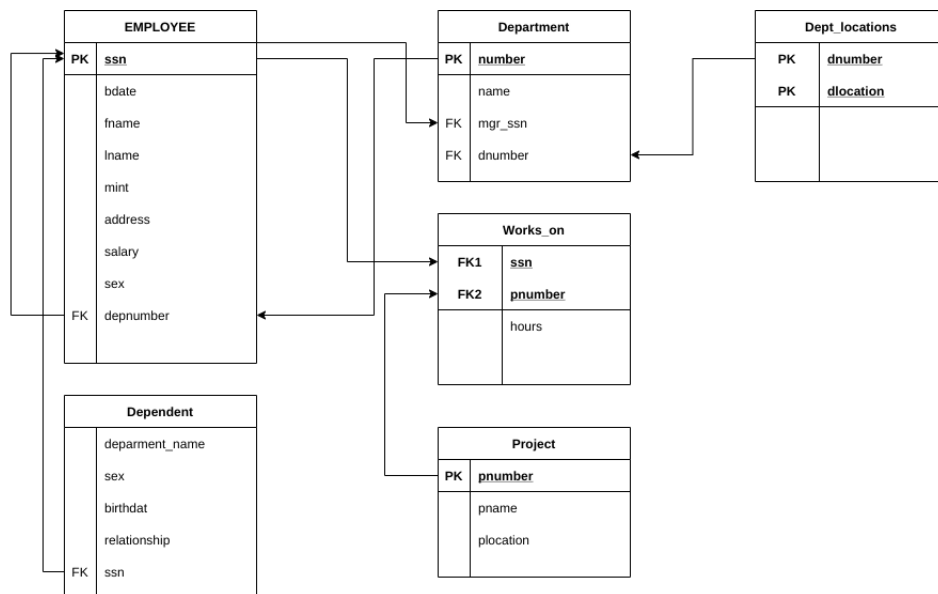 EMPLOYEE
PK ssn
bdate
fname
lname
mint
address
salary
sex
FK depnumber
Department
PK number
name
FK mgr_ssn
FK dnumber
Dept_locations
PK dnumber
PK dlocation
Works_on
FK1 ssn
FK2 pnumber
hours
Dependent
deparment_name
sex
birthdat
relationship
FK ssn
Project
PK pnumber
pname
plocation